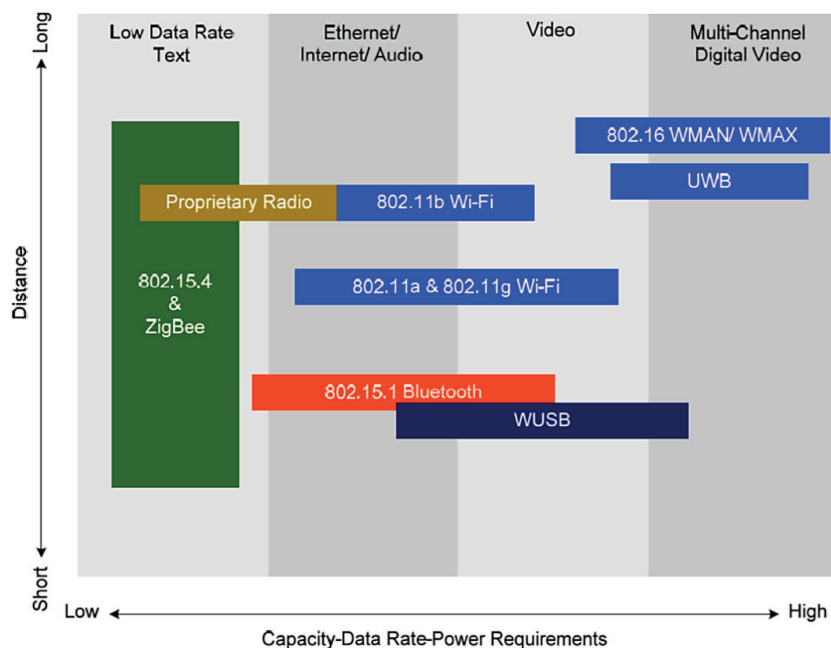 Long
Low Data Rate
Text
Ethernet/
Internet/ Audio
Video
Multi-Channel
Digital Video
802.16 WMAN/ WMAX
UWB
Proprietary Radio
802.11b Wi-Fi
802.15.4
&
ZigBee
802.11a & 802.11g Wi-Fi
802.15.1 Bluetooth
WUSB
Distance
Short
Low
High
Capacity-Data Rate-Power Requirements